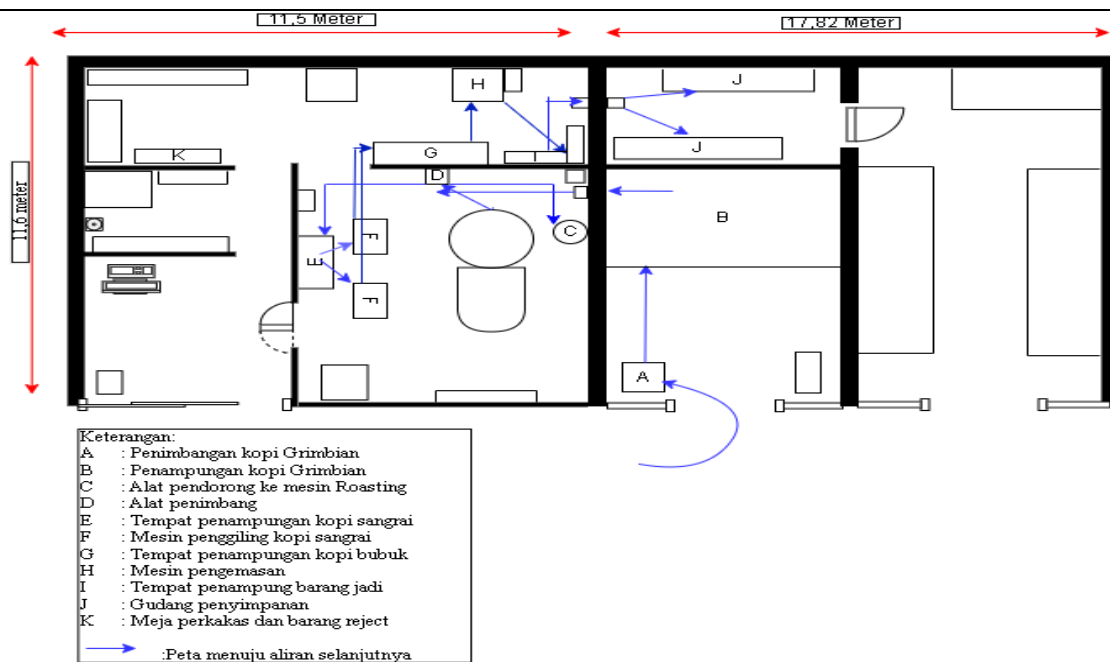 11,5 Meter
17,82 Meter
11,6 meter
H
J
J
K
G
I
D
B
C
E
F
F
A
Keterangan:
A : Penimbangan kopi Grimbian
B : Penampungan kopi Grimbian
C : Alat pendorong ke mesin Roasting
D : Alat penimbang
E : Tempat penampungan kopi sangrai
F : Mesin penggiling kopi sangrai
G : Tempat penampungan kopi bubuk
H : Mesin pengemasan
I : Tempat penampung barang jadi
J : Gudang penyimpanan
K : Meja perkakas dan barang reject
:Peta menuju aliran selanjutnya